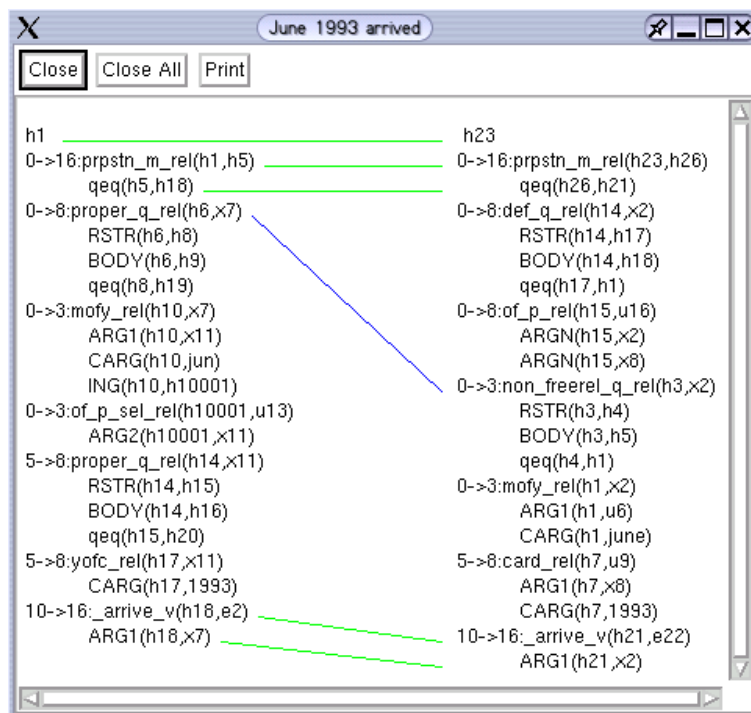 June 1993 arrived
Close Close All Print
h1
0->16:prpstn_m_rel(h1,h5)
qeq(h5,h18)
0->8:proper_q_rel(h6,x7)
RSTR(h6,h8)
BODY(h6,h9)
qeq(h8,h19)
0->3:mofy_rel(h10,x7)
ARG1(h10,x11)
CARG(h10,jun)
ING(h10,h10001)
0->3:of_p_sel_rel(h10001,u13)
ARG2(h10001,x11)
5->8:proper_q_rel(h14,x11)
RSTR(h14,h15)
BODY(h14,h16)
qeq(h15,h20)
5->8:yofc_rel(h17,x11)
CARG(h17,1993)
10->16:_arrive_v(h18,e2)
ARG1(h18,x7)
h23
0->16:prpstn_m_rel(h23,h26)
qeq(h26,h21)
0->8:def_q_rel(h14,x2)
RSTR(h14,h17)
BODY(h14,h18)
qeq(h17,h1)
0->8:of_p_rel(h15,u16)
ARGN(h15,x2)
ARGN(h15,x8)
0->3:non_freerel_q_rel(h3,x2)
RSTR(h3,h4)
BODY(h3,h5)
qeq(h4,h1)
0->3:mofy_rel(h1,x2)
ARG1(h1,u6)
CARG(h1,june)
5->8:card_rel(h7,u9)
ARG1(h7,x8)
CARG(h7,1993)
10->16:_arrive_v(h21,e22)
ARG1(h21,x2)